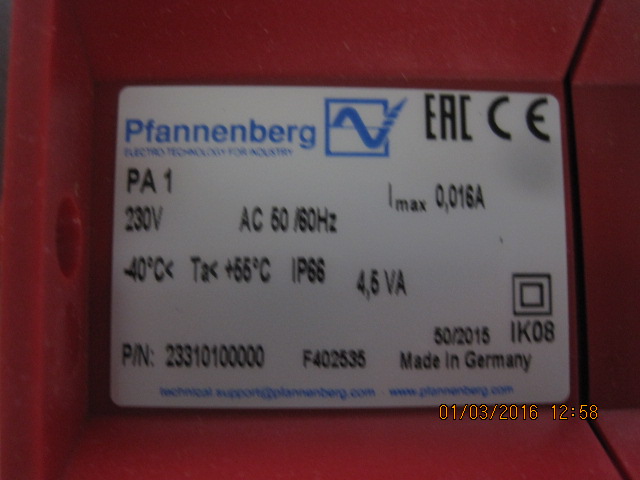 Pfannenberg
ELECTRO-TECHNOLOGY FOR INDUSTRY
EAC CE
PA 1
Imax 0,016A
230V AC 50/60Hz
-40°C< Ta< +55°C IP66 4,5 VA
50/2015 IK08
P/N: 23310100000 F402535 Made in Germany
technical.support@pfannenberg.com www.pfannenberg.com
01/03/2016 12:58